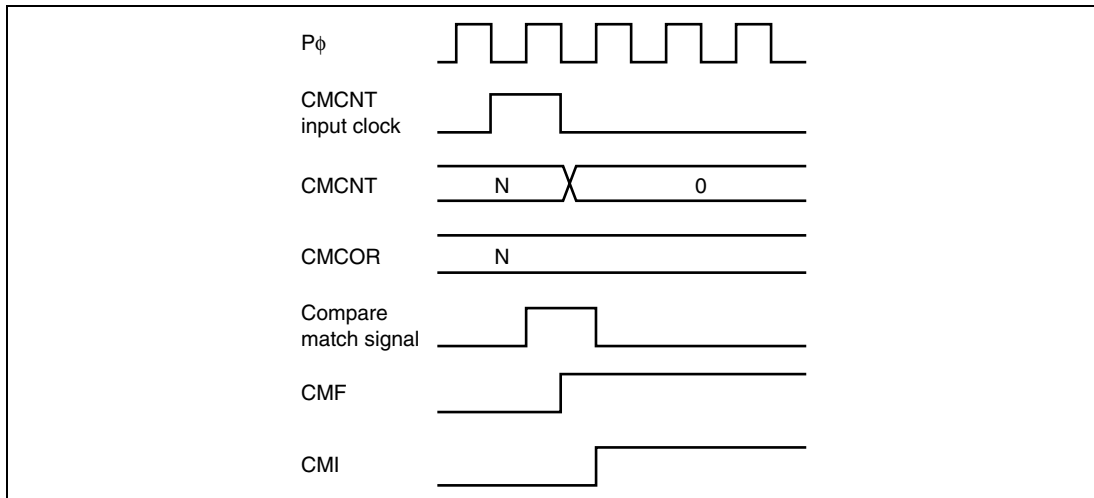 Pϕ
CMCNT
input clock
CMCNT N 0
CMCOR N
Compare
match signal
CMF
CMI